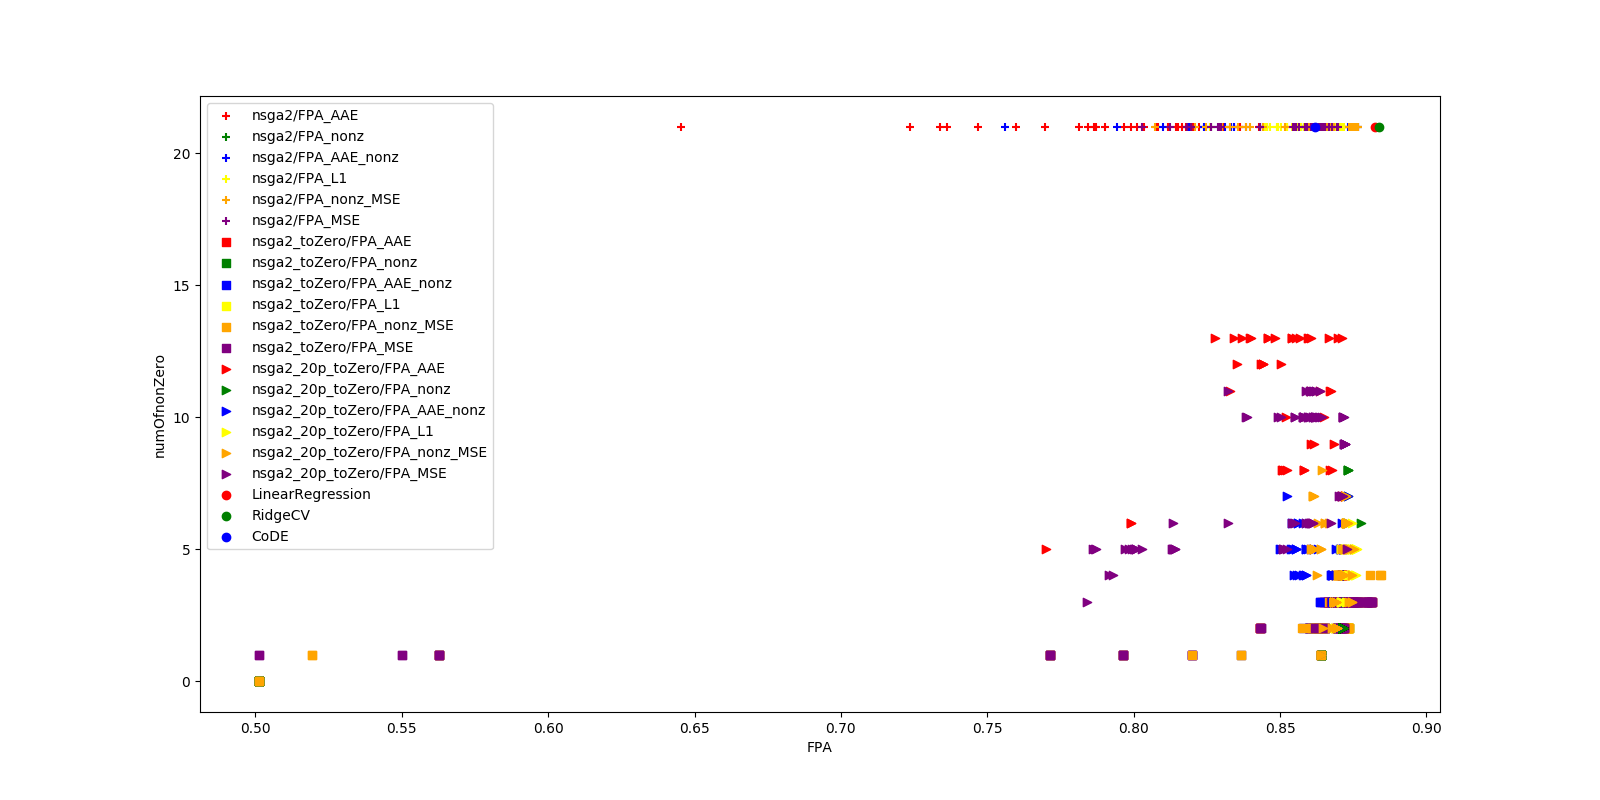 nsga2/FPA_AAE
nsga2/FPA_nonz
nsga2/FPA_AAE_nonz
nsga2/FPA_L1
nsga2/FPA_nonz_MSE
nsga2/FPA_MSE
nsga2_toZero/FPA_AAE
nsga2_toZero/FPA_nonz
nsga2_toZero/FPA_AAE_nonz
nsga2_toZero/FPA_L1
nsga2_toZero/FPA_nonz_MSE
nsga2_toZero/FPA_MSE
nsga2_20p_toZero/FPA_AAE
nsga2_20p_toZero/FPA_nonz
nsga2_20p_toZero/FPA_AAE_nonz
nsga2_20p_toZero/FPA_L1
nsga2_20p_toZero/FPA_nonz_MSE
nsga2_20p_toZero/FPA_MSE
LinearRegression
RidgeCV
CoDE
numOfnonZero
20
15
10
5
0
0.50 0.55 0.60 0.65 0.70 0.75 0.80 0.85 0.90
FPA